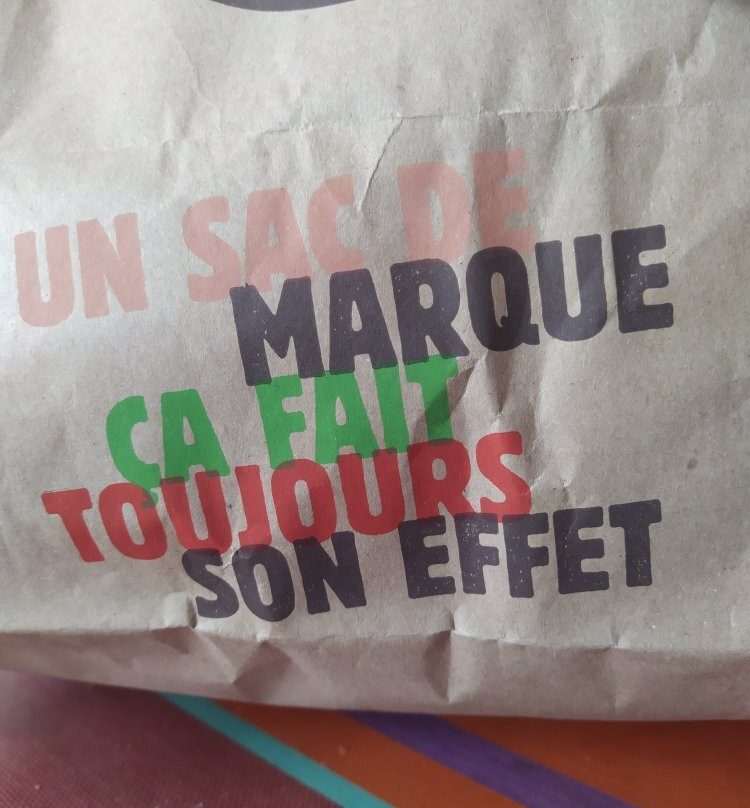 UN SAC DE
MARQUE
ÇA FAIT
TOUJOURS
SON EFFET